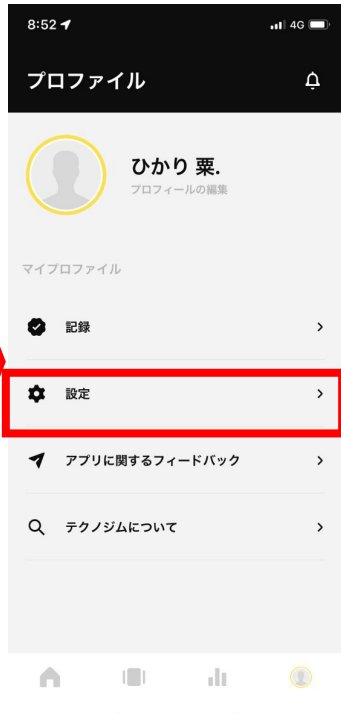 8:52
4G
プロファイル
ひかり 粟.
プロフィールの編集
マイプロファイル
記録
設定
アプリに関するフィードバック
テクノジムについて